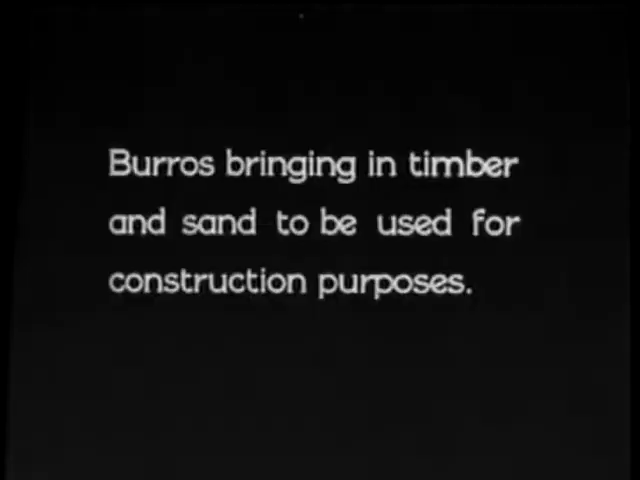 Burros bringing in timber
and sand to be used for
construction purposes.